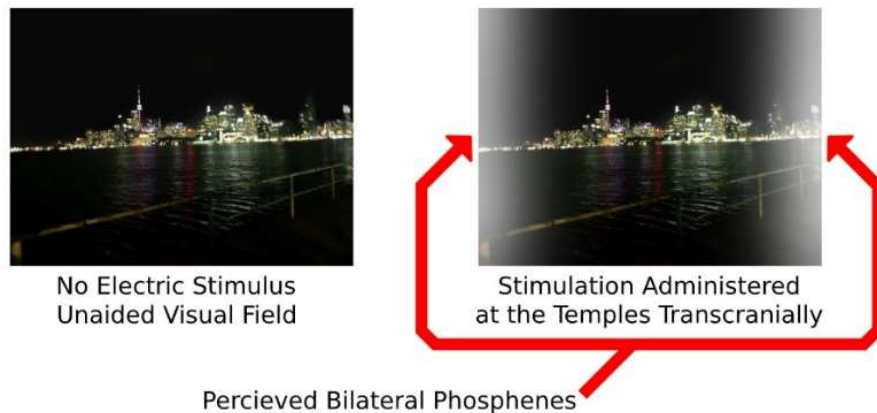 No Electric Stimulus
Unaided Visual Field
Stimulation Administered
at the Temples Transcranially
Percieved Bilateral Phosphenes